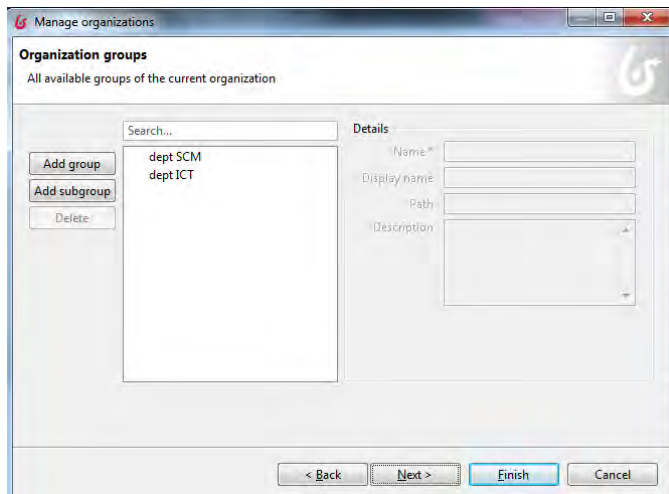 Manage organizations
Organization groups
All available groups of the current organization
Search...
Add group
Add subgroup
Delete
dept SCM
dept ICT
Details
Name *
Display name
Path
Description
< Back
Next >
Finish
Cancel